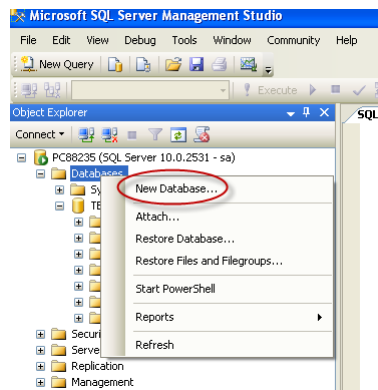 Microsoft SQL Server Management Studio
File Edit View Debug Tools Window Community Help
New Query
Execute
Object Explorer
SQL
Connect
PC88235 (SQL Server 10.0.2531 - sa)
Databases
Sy
New Database...
TE
Attach...
Restore Database...
Restore Files and Filegroups...
Start PowerShell
Reports
Securi
Serve
Refresh
Replication
Management